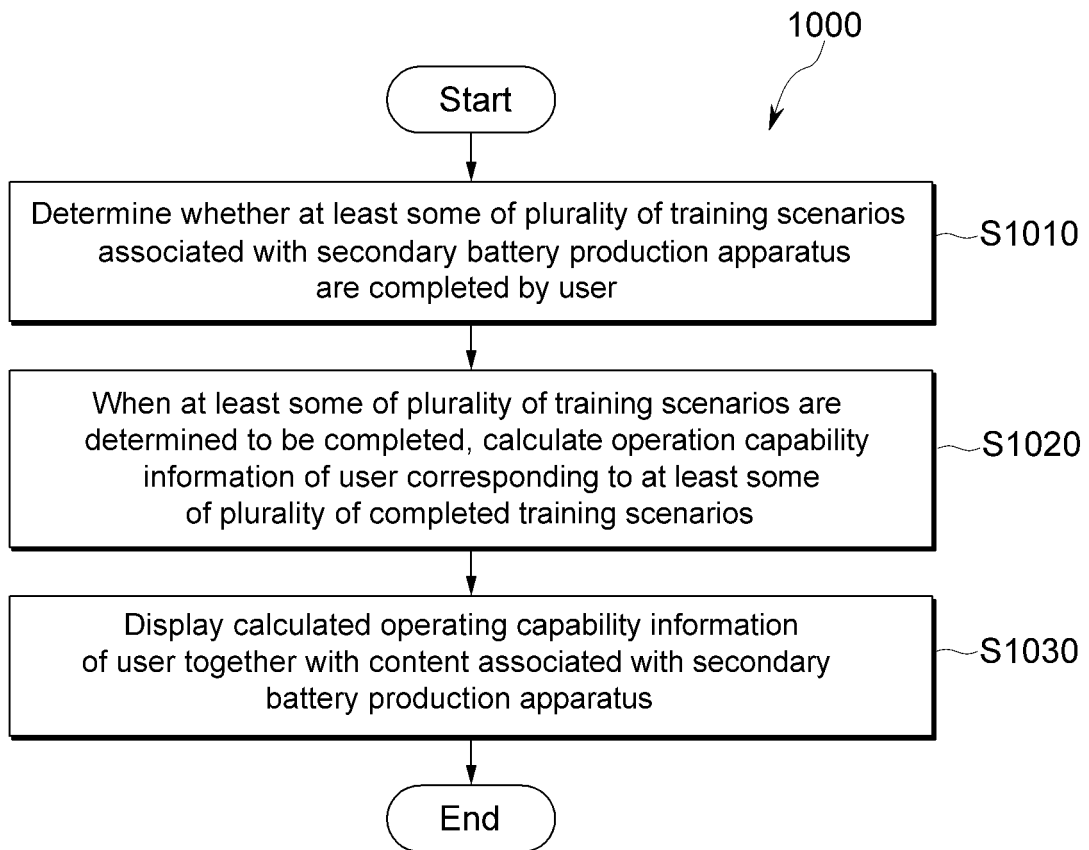 1000
Start
Determine whether at least some of plurality of training scenarios
associated with secondary battery production apparatus
are completed by user
S1010
When at least some of plurality of training scenarios are
determined to be completed, calculate operation capability
information of user corresponding to at least some
of plurality of completed training scenarios
S1020
Display calculated operating capability information
of user together with content associated with secondary
battery production apparatus
S1030
End